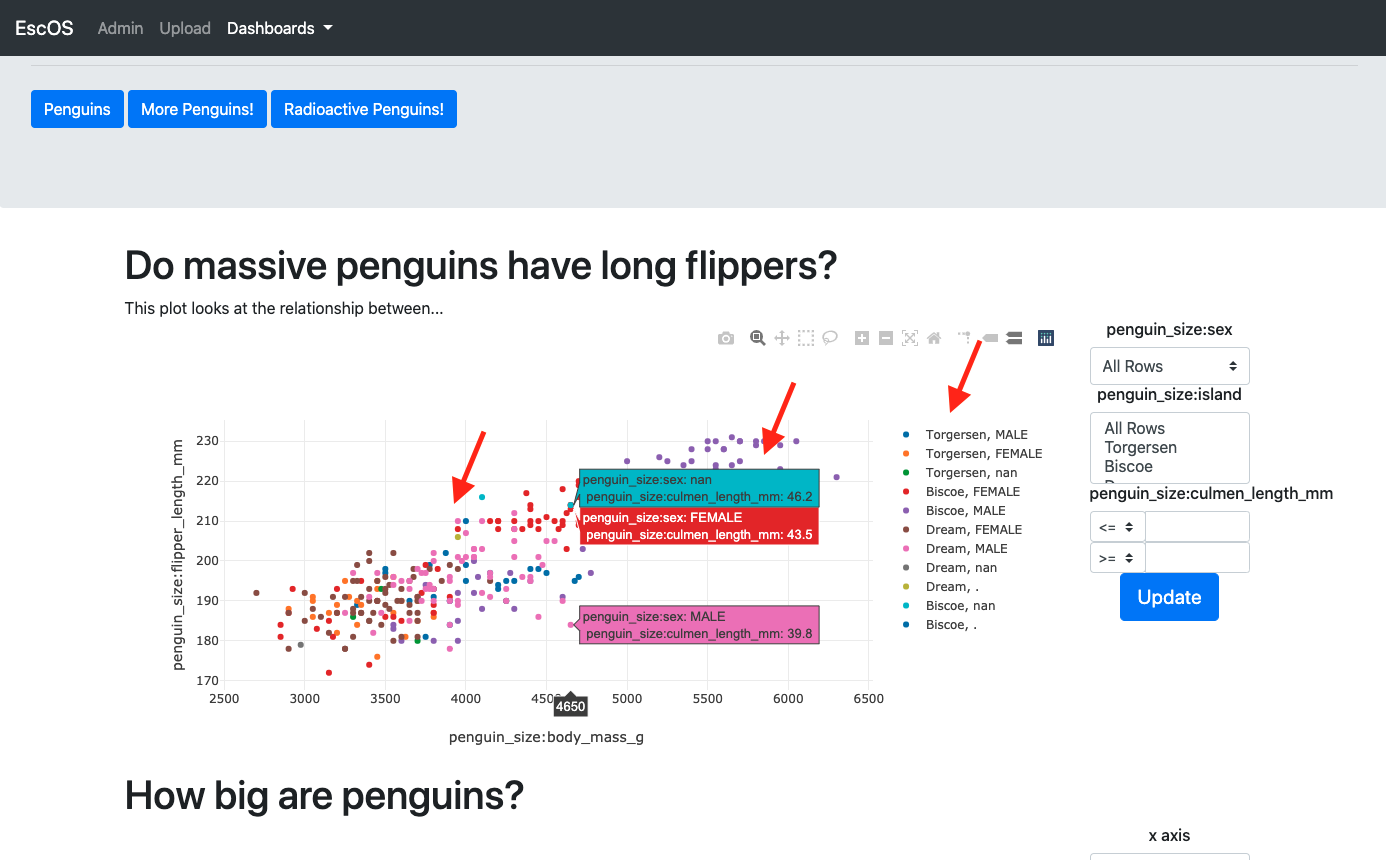 EscOS Admin Upload Dashboards
Penguins More Penguins! Radioactive Penguins!
Do massive penguins have long flippers?
This plot looks at the relationship between...
penguin_size:sex
All Rows
penguin_size:island
All Rows
Torgersen
Biscoe
penguin_size:culmen_length_mm
<=
>=
Update
penguin_size:flipper_length_mm
230
220
210
200
190
180
170
2500 3000 3500 4000 4500 5000 5500 6000 6500
4650
penguin_size:body_mass_g
penguin_size:sex: nan
penguin_size:culmen_length_mm: 46.2
penguin_size:sex: FEMALE
penguin_size:culmen_length_mm: 43.5
penguin_size:sex: MALE
penguin_size:culmen_length_mm: 39.8
Torgersen, MALE
Torgersen, FEMALE
Torgersen, nan
Biscoe, FEMALE
Biscoe, MALE
Dream, FEMALE
Dream, MALE
Dream, nan
Dream, .
Biscoe, nan
Biscoe, .
How big are penguins?
x axis